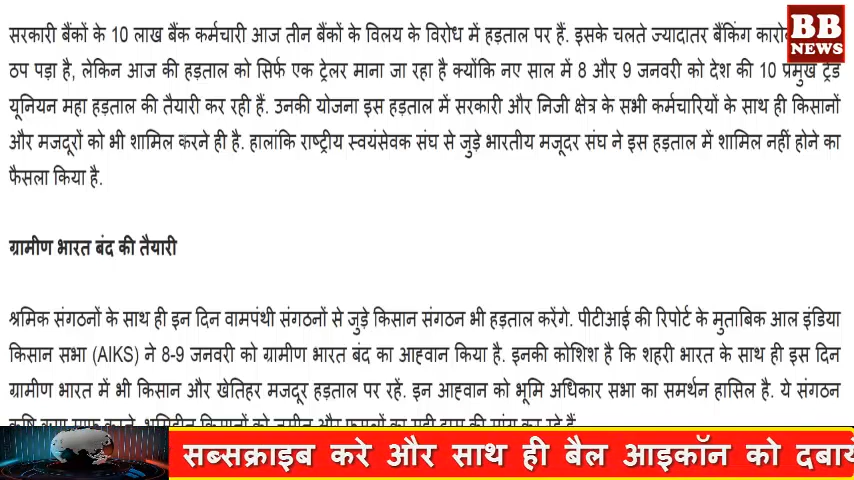 सरकारी बैंकों के 10 लाख बैंक कर्मचारी आज तीन बैंकों के विलय के विरोध में हड़ताल पर हैं. इसके चलते ज्यादातर बैंकिंग
ठप पड़ा है, लेकिन आज की हड़ताल को सिर्फ एक ट्रेलर माना जा रहा है क्योंकि नए साल में 8 और 9 जनवरी को देश की 10 प्रमुख ट्रेड
यूनियन महा हड़ताल की तैयारी कर रही हैं. उनकी योजना इस हड़ताल में सरकारी और निजी क्षेत्र के सभी कर्मचारियों के साथ ही किसानों
और मजदूरों को भी शामिल करने ही है. हालांकि राष्ट्रीय स्वयंसेवक संघ से जुड़े भारतीय मजूदर संघ ने इस हड़ताल में शामिल नहीं होने का
फैसला किया है.
ग्रामीण भारत बंद की तैयारी
श्रमिक संगठनों के साथ ही इन दिन वामपंथी संगठनों से जुड़े किसान संगठन भी हड़ताल करेंगे. पीटीआई की रिपोर्ट के मुताबिक आल इंडिया
किसान सभा (AIKS) ने 8-9 जनवरी को ग्रामीण भारत बंद का आह्वान किया है. इनकी कोशिश है कि शहरी भारत के साथ ही इस दिन
ग्रामीण भारत में भी किसान और खेतिहर मजदूर हड़ताल पर रहें. इन आह्वान को भूमि अधिकार सभा का समर्थन हासिल है. ये संगठन
BB
NEWS
सब्सक्राइब करे और साथ ही बैल आइकॉन को दबाये